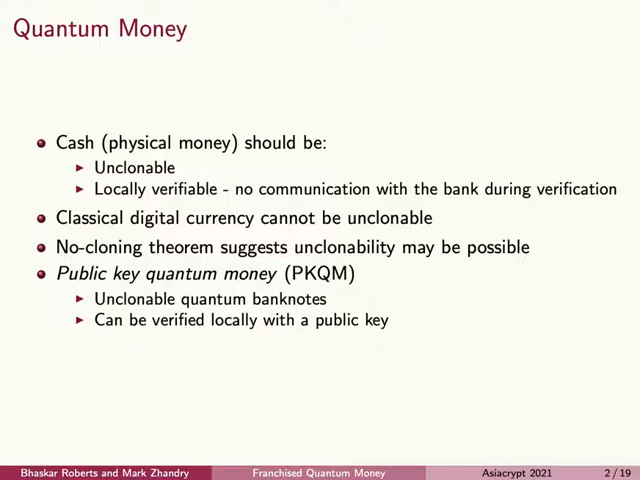 Quantum Money
Cash (physical money) should be:
Unclonable
Locally verifiable - no communication with the bank during verification
Classical digital currency cannot be unclonable
No-cloning theorem suggests unclonability may be possible
Public key quantum money (PKQM)
Unclonable quantum banknotes
Can be verified locally with a public key
Bhaskar Roberts and Mark Zhandry Franchised Quantum Money Asiacrypt 2021 2 / 19